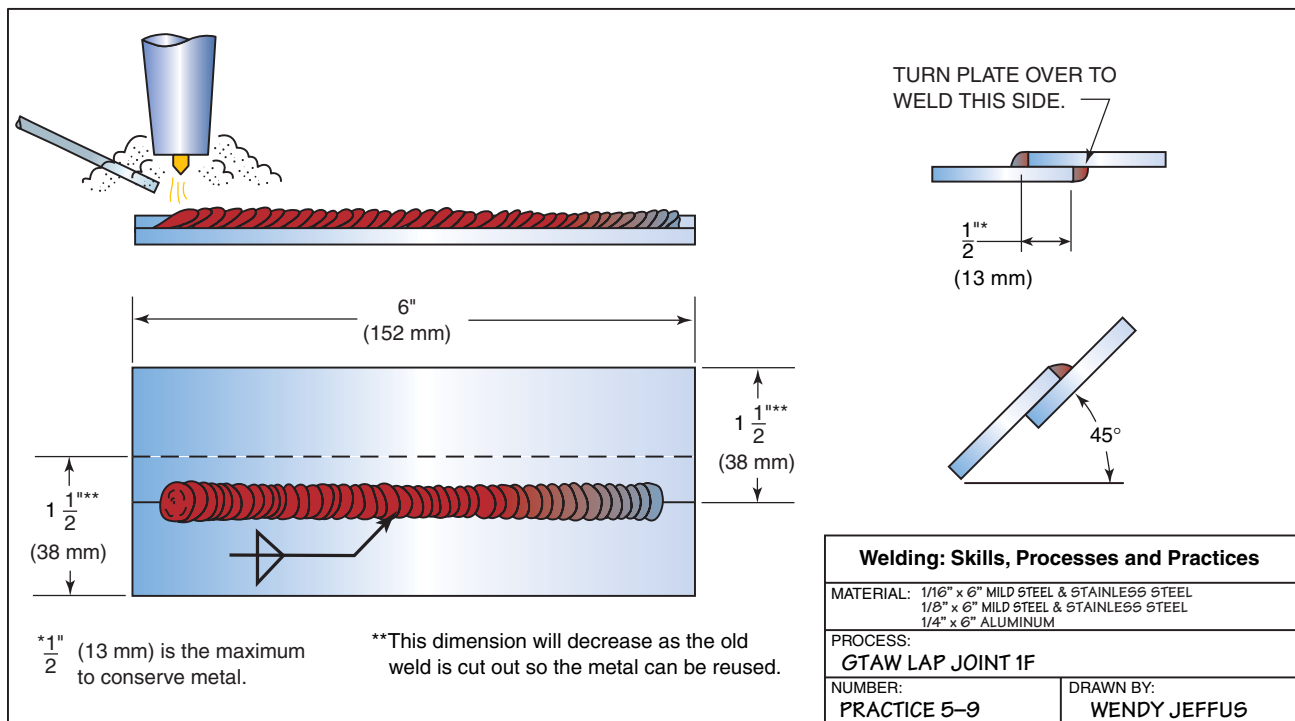 TURN PLATE OVER TO
WELD THIS SIDE.
1"*
2
(13 mm)
6"
(152 mm)
1 1"**
2
(38 mm)
1 1"**
2
(38 mm)
45°
*1" (13 mm) is the maximum
2 to conserve metal.
**This dimension will decrease as the old
weld is cut out so the metal can be reused.
Welding: Skills, Processes and Practices
MATERIAL: 1/16" x 6" MILD STEEL & STAINLESS STEEL
1/8" x 6" MILD STEEL & STAINLESS STEEL
1/4" x 6" ALUMINUM
PROCESS:
GTAW LAP JOINT 1F
NUMBER:
PRACTICE 5–9
DRAWN BY:
WENDY JEFFUS